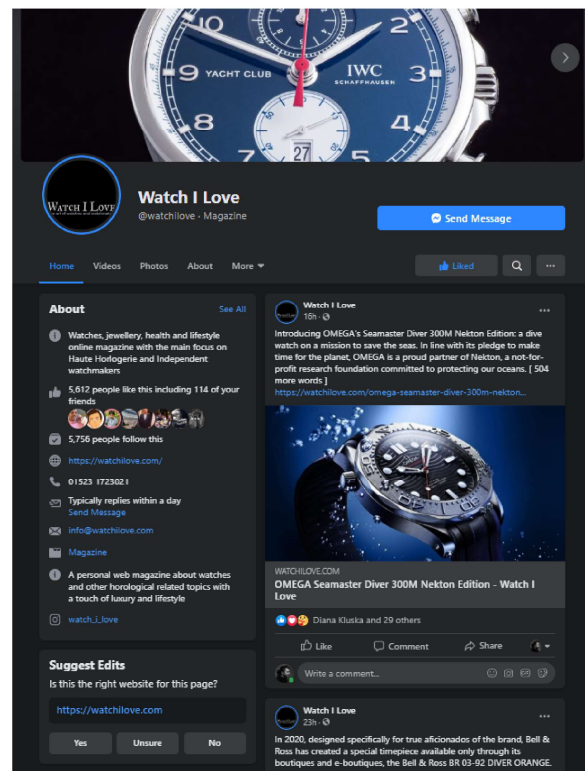 10
2
9
YACHT CLUB
IWC
SCHAFFHAUSEN
3
8
4
27
5
WATCH I LOVE
Watch I Love
@watchilove · Magazine
Send Message
Home Videos Photos About More
Liked
...
About See All
Watches, jewellery, health and lifestyle
online magazine with the main focus on
Haute Horlogerie and Independent
watchmakers
5,612 people like this including 114 of your
friends
5,756 people follow this
https://watchilove.com/
01523 1723021
Typically replies within a day
Send Message
info@watchilove.com
Magazine
A personal web magazine about watches
and other horological related topics with
a touch of luxury and lifestyle
watch_i_love
Suggest Edits
Is this the right website for this page?
https://watchilove.com
Yes Unsure No
Watch I Love
16h ·
...
Introducing OMEGA's Seamaster Diver 300M Nekton Edition: a dive
watch on a mission to save the seas. In line with its pledge to make
time for the planet, OMEGA is a proud partner of Nekton, a not-for-
profit research foundation committed to protecting our oceans. [ 504
more words ]
https://watchilove.com/omega-seamaster-diver-300m-nekton...
WATCHILOVE.COM
OMEGA Seamaster Diver 300M Nekton Edition - Watch I
Love
Diana Kluska and 29 others
Like Comment Share
Write a comment...
Watch I Love
23h ·
...
In 2020, designed specifically for true aficionados of the brand, Bell &
Ross has created a special timepiece available only through its
boutiques and e-boutiques, the Bell & Ross BR 03-92 DIVER ORANGE.